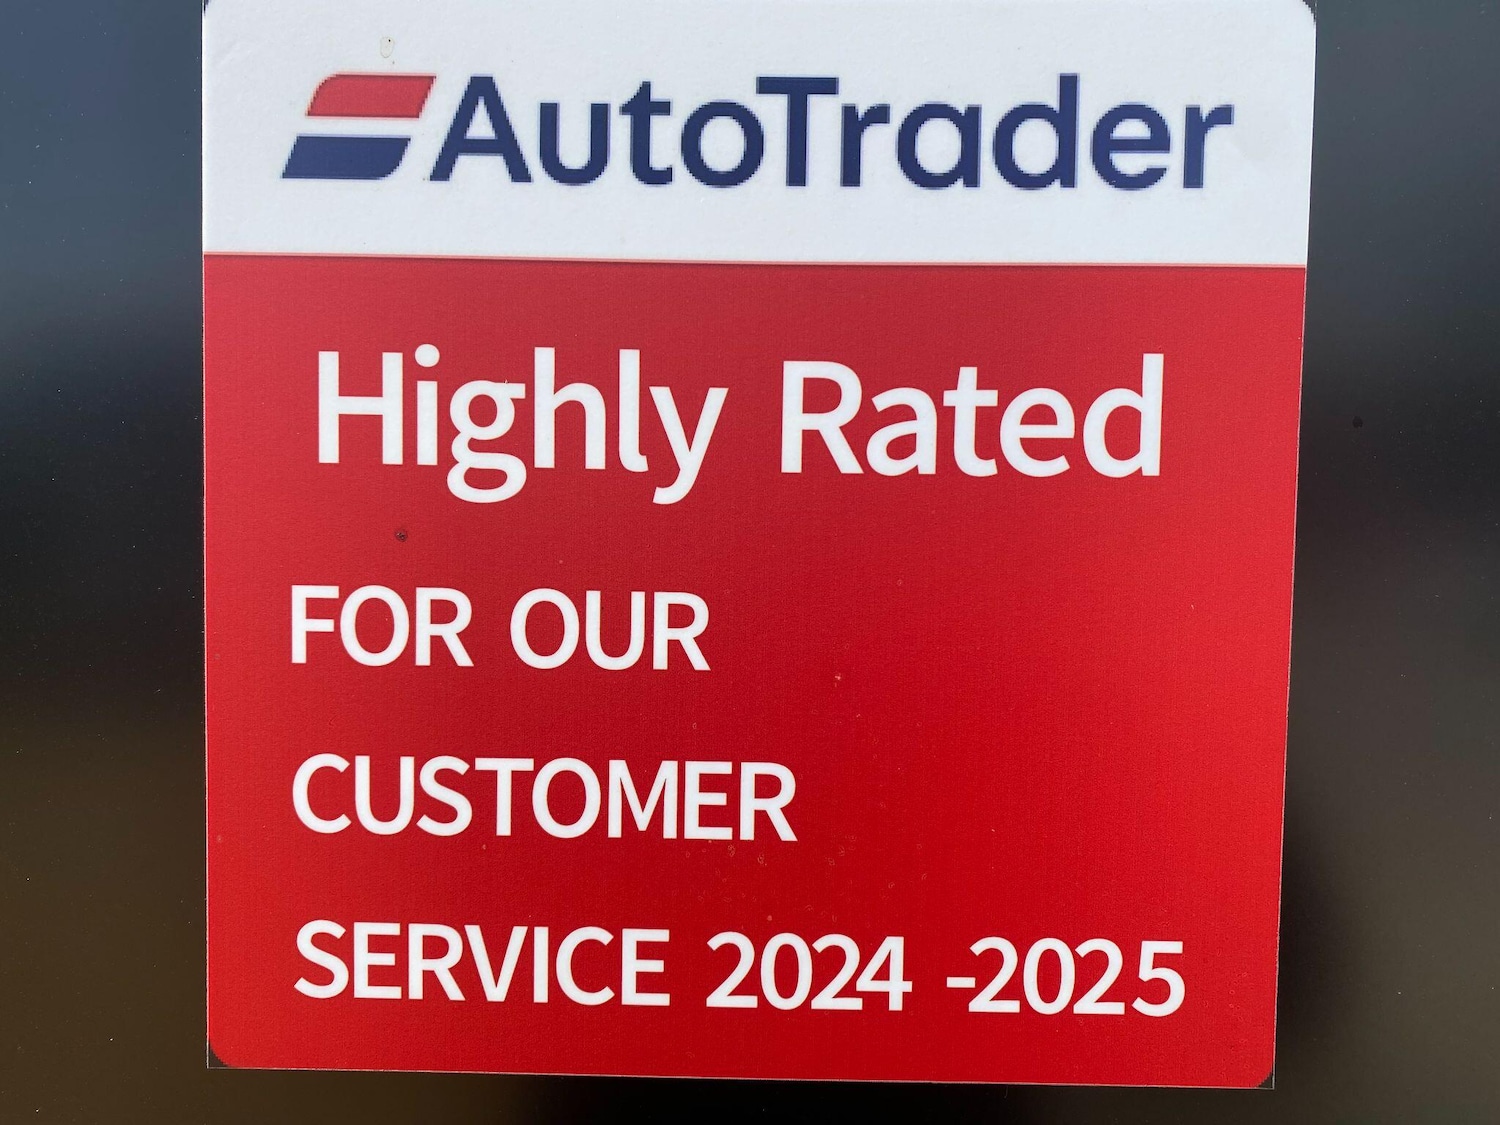 AutoTrader
Highly Rated
FOR OUR
CUSTOMER
SERVICE 2024 -2025